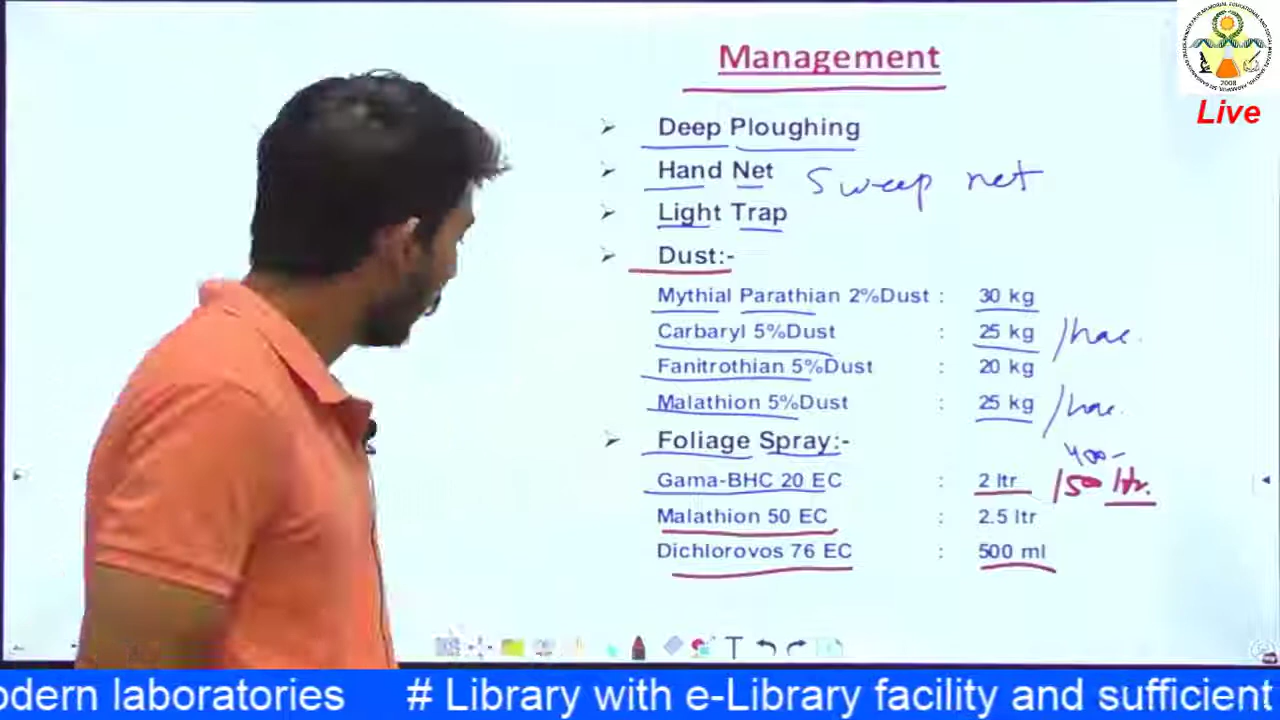 Management
Live
➢ Deep Ploughing
➢ Hand Net Sweep net
➢ Light Trap
➢ Dust:-
Mythial Parathian 2%Dust : 30 kg
Carbaryl 5%Dust : 25 kg /hac.
Fanitrothian 5%Dust : 20 kg
Malathion 5%Dust : 25 kg /hac.
➢ Foliage Spray:-
400-
Gama-BHC 20 EC : 2 ltr /500 ltr.
Malathion 50 EC : 2.5 ltr
Dichlorovos 76 EC : 500 ml
T
odern laboratories # Library with e-Library facility and sufficient
2008